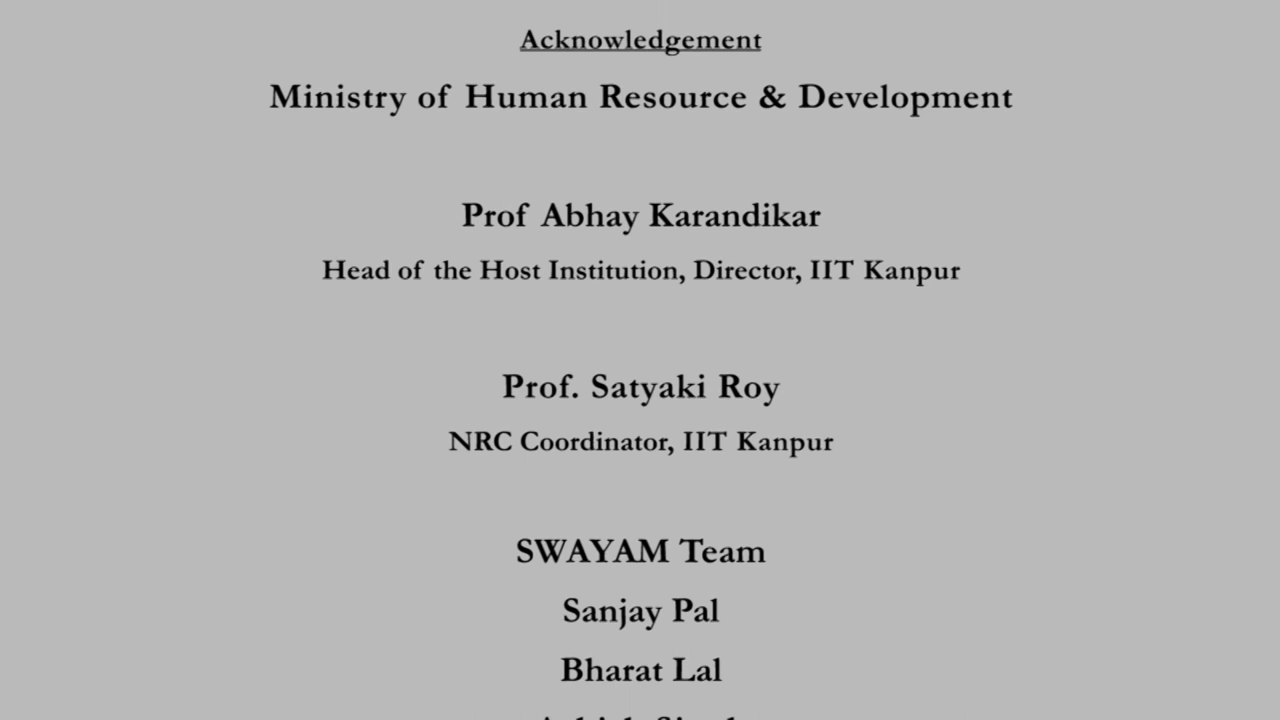 Acknowledgement
Ministry of Human Resource & Development
Prof Abhay Karandikar
Head of the Host Institution, Director, IIT Kanpur
Prof. Satyaki Roy
NRC Coordinator, IIT Kanpur
SWAYAM Team
Sanjay Pal
Bharat Lal